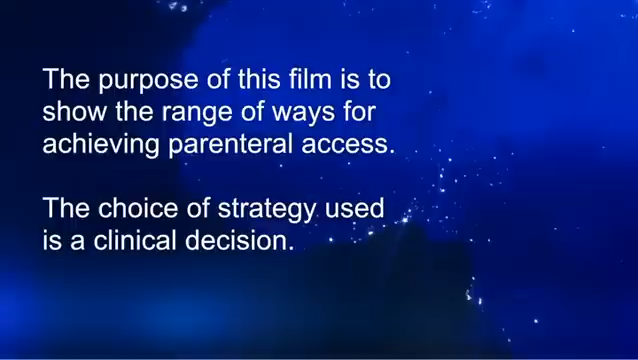 The purpose of this film is to
show the range of ways for
achieving parenteral access.
The choice of strategy used
is a clinical decision.